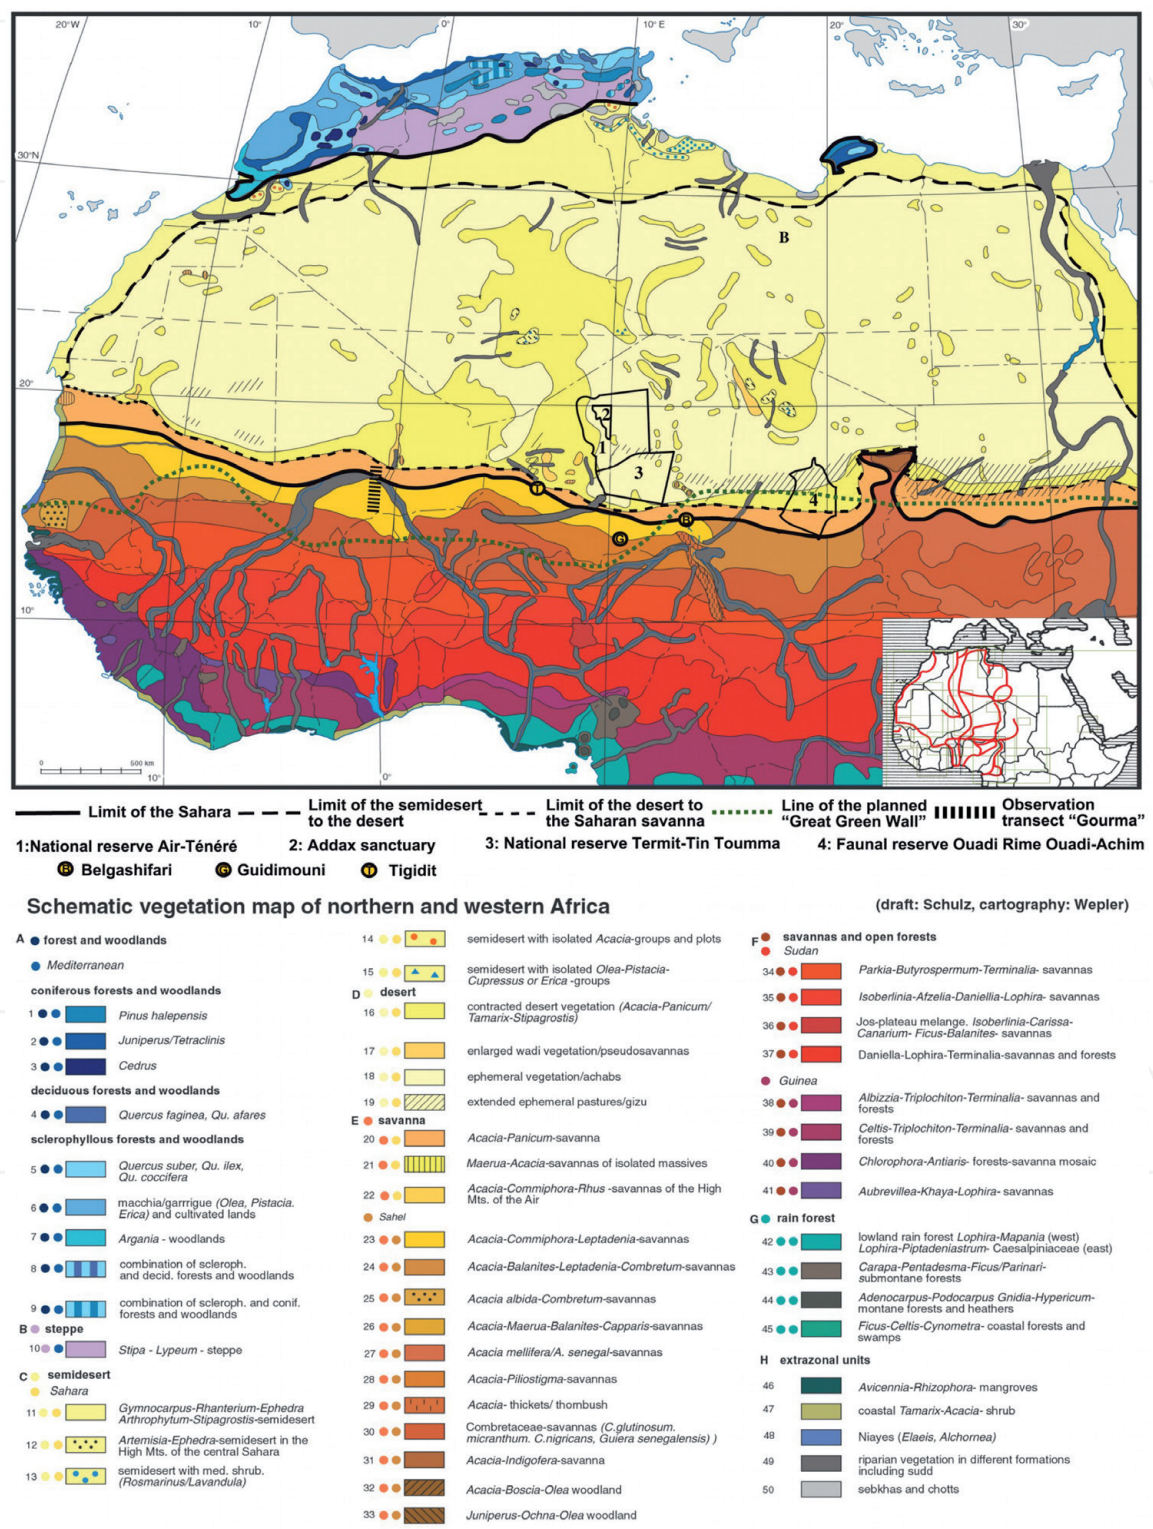 20°W
10°
0°
10° E
20°
30°
30°N
B
20°
2
1
3
4
T
B
G
10°
0
500 km
10°
0°
Limit of the Sahara
Limit of the semidesert
to the desert
Limit of the desert to
the Saharan savanna
Line of the planned
"Great Green Wall"
Observation
transect "Gourma"
1:National reserve Air-Ténéré
2: Addax sanctuary
3: National reserve Termit-Tin Toumma
4: Faunal reserve Ouadi Rime Ouadi-Achim
B Belgashifari
G Guidimouni
T Tigidit
Schematic vegetation map of northern and western Africa
(draft: Schulz, cartography: Wepler)
A forest and woodlands
Mediterranean
coniferous forests and woodlands
1 Pinus halepensis
2 Juniperus/Tetraclinis
3 Cedrus
deciduous forests and woodlands
4 Quercus faginea, Qu. afares
sclerophyllous forests and woodlands
5 Quercus suber, Qu. ilex,
Qu. coccifera
6 macchia/garrrigue (Olea, Pistacia.
Erica) and cultivated lands
7 Argania - woodlands
8 combination of scleroph.
and decid. forests and woodlands
9 combination of scleroph. and conif.
forests and woodlands
B steppe
10 Stipa - Lypeum - steppe
C semidesert
Sahara
11 Gymnocarpus-Rhanterium-Ephedra
Arthrophytum-Stipagrostis-semidesert
12 Artemisia-Ephedra-semidesert in the
High Mts. of the central Sahara
13 semidesert with med. shrub.
(Rosmarinus/Lavandula)
14 semidesert with isolated Acacia-groups and plots
15 semidesert with isolated Olea-Pistacia-
Cupressus or Erica -groups
D desert
16 contracted desert vegetation (Acacia-Panicum/
Tamarix-Stipagrostis)
17 enlarged wadi vegetation/pseudosavannas
18 ephemeral vegetation/achabs
19 extended ephemeral pastures/gizu
E savanna
20 Acacia-Panicum-savanna
21 Maerua-Acacia-savannas of isolated massives
22 Acacia-Commiphora-Rhus -savannas of the High
Mts. of the Air
Sahel
23 Acacia-Commiphora-Leptadenia-savannas
24 Acacia-Balanites-Leptadenia-Combretum-savannas
25 Acacia albida-Combretum-savannas
26 Acacia-Maerua-Balanites-Capparis-savannas
27 Acacia mellifera/A. senegal-savannas
28 Acacia-Piliostigma-savannas
29 Acacia- thickets/ thornbush
30 Combretaceae-savannas (C.glutinosum.
micranthum. C.nigricans, Guiera senegalensis) )
31 Acacia-Indigofera-savanna
32 Acacia-Boscia-Olea woodland
33 Juniperus-Ochna-Olea woodland
F savannas and open forests
Sudan
34 Parkia-Butyrospermum-Terminalia- savannas
35 Isoberlinia-Afzelia-Daniellia-Lophira- savannas
36 Jos-plateau melange. Isoberlinia-Carissa-
Canarium- Ficus-Balanites- savannas
37 Daniella-Lophira-Terminalia-savannas and forests
Guinea
38 Albizzia-Triplochiton-Terminalia- savannas and
forests
39 Celtis-Triplochiton-Terminalia- savannas and
forests
40 Chlorophora-Antiaris- forests-savanna mosaic
41 Aubrevillea-Khaya-Lophira- savannas
G rain forest
42 lowland rain forest Lophira-Mapania (west)
Lophira-Piptadeniastrum- Caesalpiniaceae (east)
43 Carapa-Pentadesma-Ficus/Parinari-
submontane forests
44 Adenocarpus-Podocarpus Gnidia-Hypericum-
montane forests and heathers
45 Ficus-Celtis-Cynometra- coastal forests and
swamps
H extrazonal units
46 Avicennia-Rhizophora- mangroves
47 coastal Tamarix-Acacia- shrub
48 Niayes (Elaeis, Alchornea)
49 riparian vegetation in different formations
including sudd
50 sebkhas and chotts